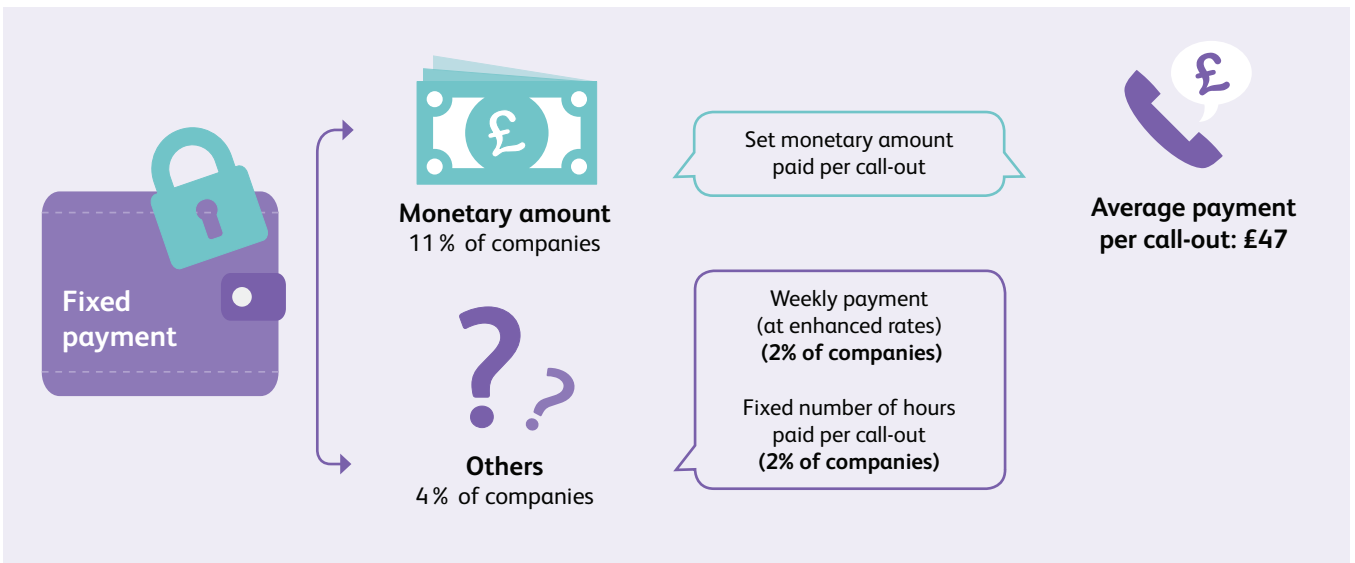 Fixed
payment
Monetary amount
11 % of companies
Set monetary amount
paid per call-out
£
£
Average payment
per call-out: £47
? ?
Others
4 % of companies
Weekly payment
(at enhanced rates)
(2% of companies)
Fixed number of hours
paid per call-out
(2% of companies)